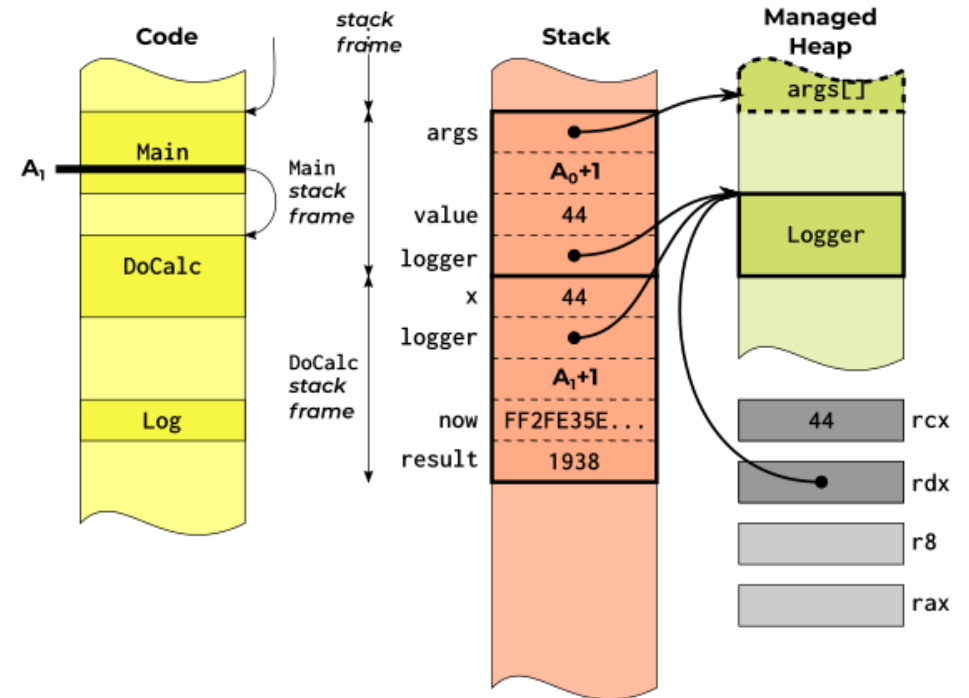 Code
stack
frame
Stack
Managed
Heap
args[]
args
Main
A₁
A₀+1
Main
stack
frame
value
44
logger
Logger
DoCalc
x
44
logger
DoCalc
stack
frame
A₁+1
Log
now
FF2FE35E...
44
rcx
result
1938
rdx
r8
rax